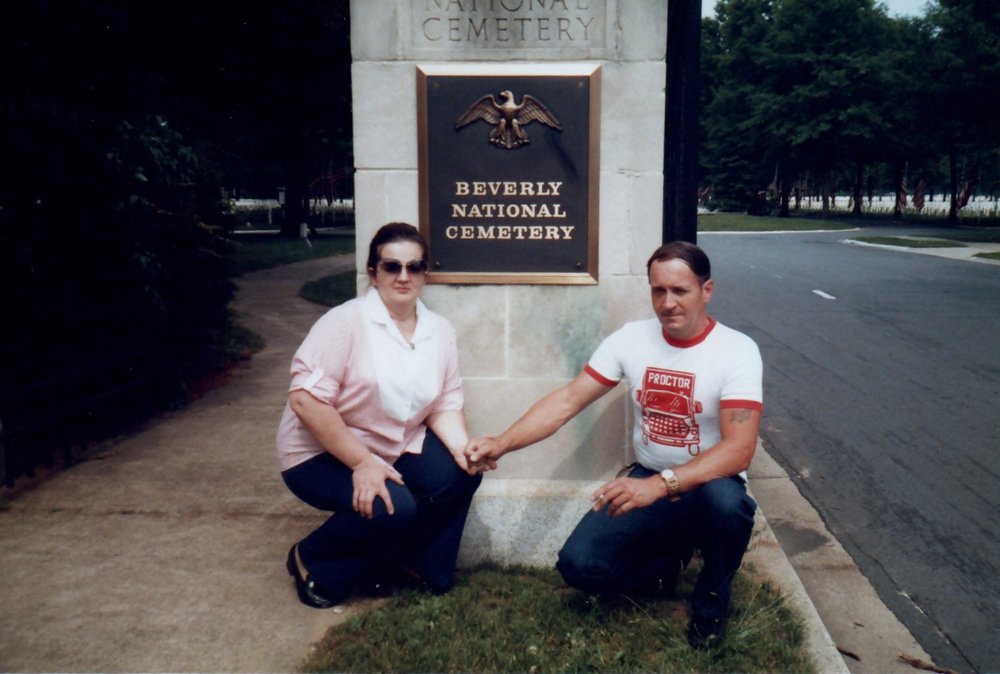 NATIONAL
CEMETERY
BEVERLY
NATIONAL
CEMETERY
PROCTOR